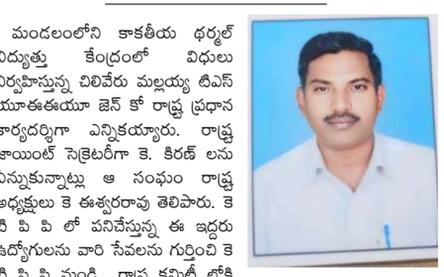 మండలంలోని కాకతీయ థర్మల్
విద్యుత్తు కేంద్రంలో విధులు
నిర్వహిస్తున్న చిలివేరు మల్లయ్య టిఎస్
యూఈఈయూ జెన్ కో రాష్ట్ర ప్రధాన
కార్యదర్శిగా ఎన్నికయ్యారు. రాష్ట్ర
జాయింట్ సెక్రెటరీగా కె. కిరణ్ లను
ఎన్నుకున్నాట్లు ఆ సంఘం రాష్ట్ర
అధ్యక్షులు కె ఈశ్వరరావు తెలిపారు. కె
టి పి పి లో పనిచేస్తున్న ఈ ఇద్దరు
ఉద్యోగులను వారి సేవలను గుర్తించి కె
టి పి పి నుండి రాష్ట్ర కమిటీ లోకి